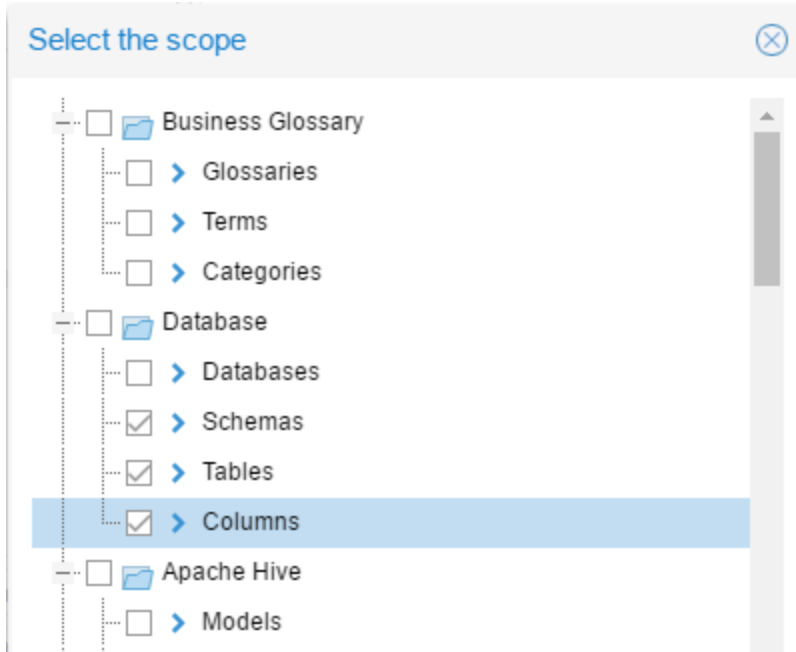 Select the scope
Business Glossary
Glossaries
Terms
Categories
Database
Databases
Schemas
Tables
Columns
Apache Hive
Models